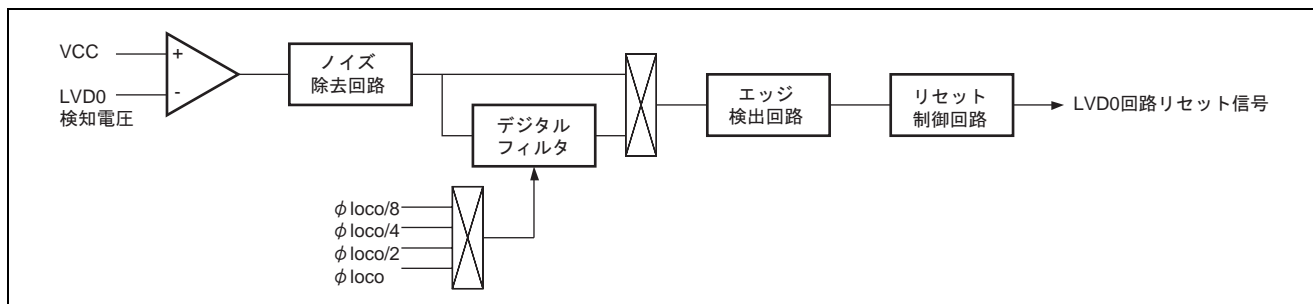 VCC
+
LVD0
検知電圧
-
ノイズ
除去回路
デジタル
フィルタ
φloco/8
φloco/4
φloco/2
φloco
エッジ
検出回路
リセット
制御回路
LVD0回路リセット信号